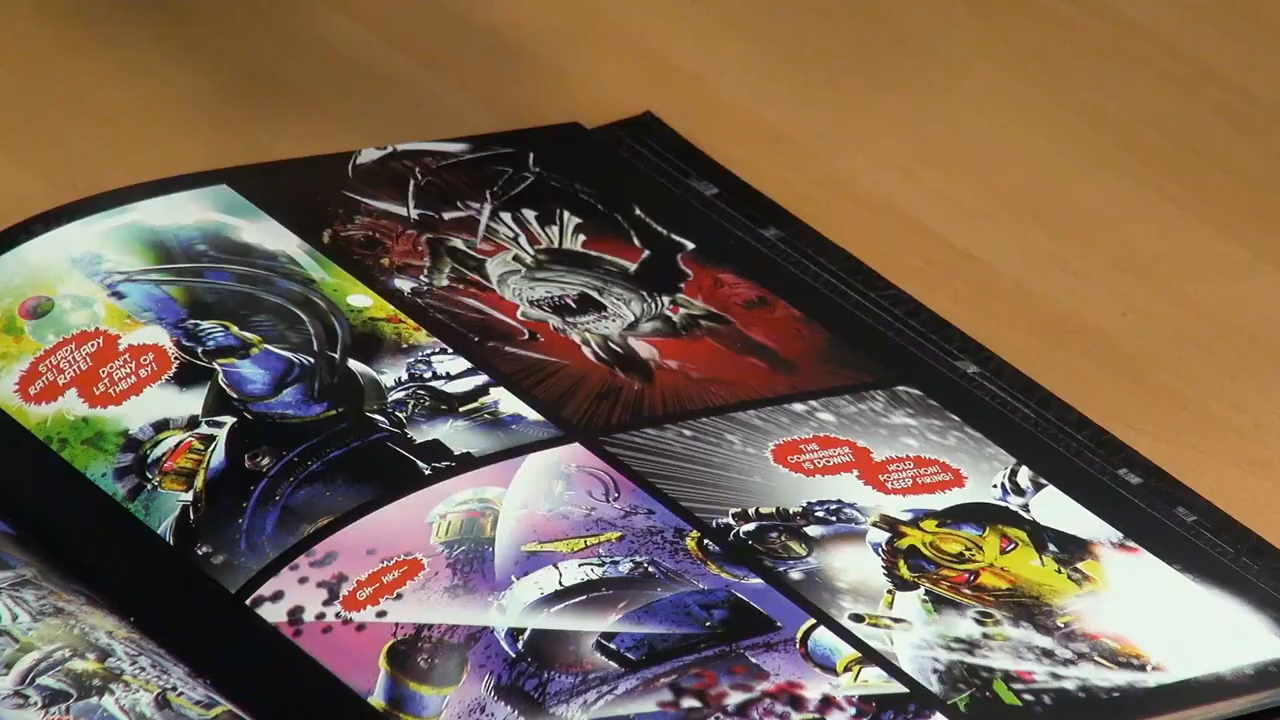 STEADY
RATE! STEADY
RATE!
DON'T
LET ANY OF
THEM BY!
THE
COMMANDER
IS DOWN!
HOLD
FORMATION!
KEEP FIRING!
GH-- KKK--